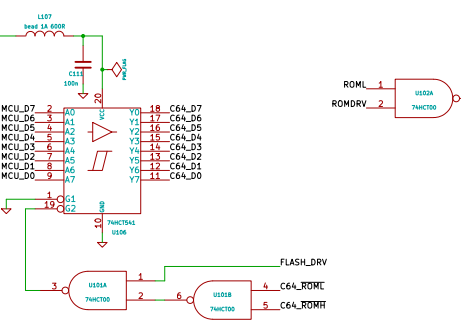 L107
bead 1A 600R
C111
100n
PWR_FLAG
20
VCC
MCU_D7 2 A0 Y0 18 C64_D7
MCU_D6 3 A1 Y1 17 C64_D6
MCU_D5 4 A2 Y2 16 C64_D5
MCU_D4 5 A3 Y3 15 C64_D4
MCU_D3 6 A4 Y4 14 C64_D3
MCU_D2 7 A5 Y5 13 C64_D2
MCU_D1 8 A6 Y6 12 C64_D1
MCU_D0 9 A7 Y7 11 C64_D0
1 G1
19 G2
GND
10
74HCT541
U106
ROML 1
ROMDRV 2
U102A
74HCT00
FLASH_DRV
3 U101A 1
74HCT00 2
6 U101B 4 C64_ROML
74HCT00 5 C64_ROMH